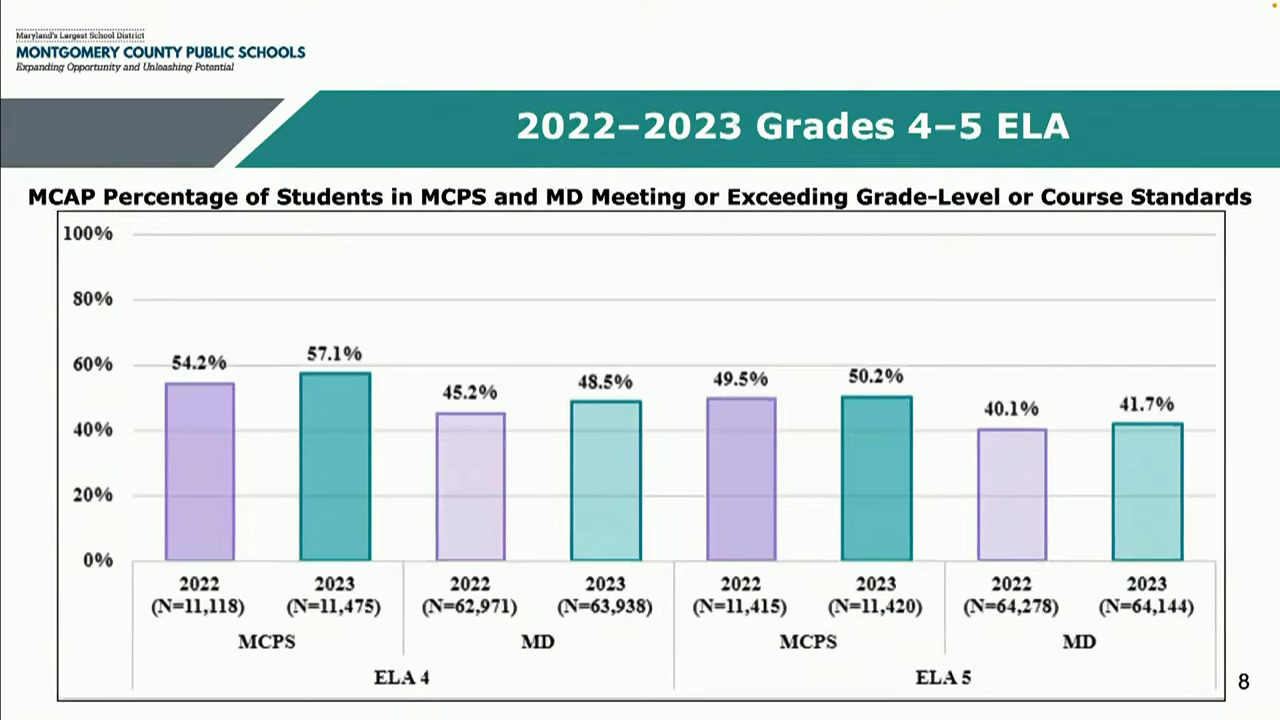 Maryland's Largest School District
MONTGOMERY COUNTY PUBLIC SCHOOLS
Expanding Opportunity and Unleashing Potential
2022–2023 Grades 4–5 ELA
MCAP Percentage of Students in MCPS and MD Meeting or Exceeding Grade-Level or Course Standards
100%
80%
60%
40%
20%
0%
54.2%
57.1%
45.2%
48.5%
49.5%
50.2%
40.1%
41.7%
2022 2023 2022 2023 2022 2023 2022 2023
(N=11,118) (N=11,475) (N=62,971) (N=63,938) (N=11,415) (N=11,420) (N=64,278) (N=64,144)
MCPS MD MCPS MD
ELA 4 ELA 5
8